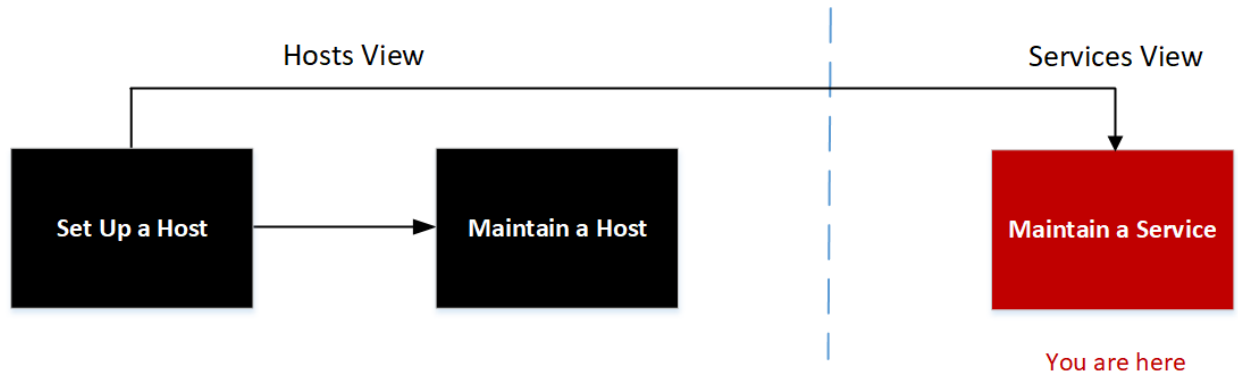 Hosts View
Services View
Set Up a Host
Maintain a Host
Maintain a Service
You are here